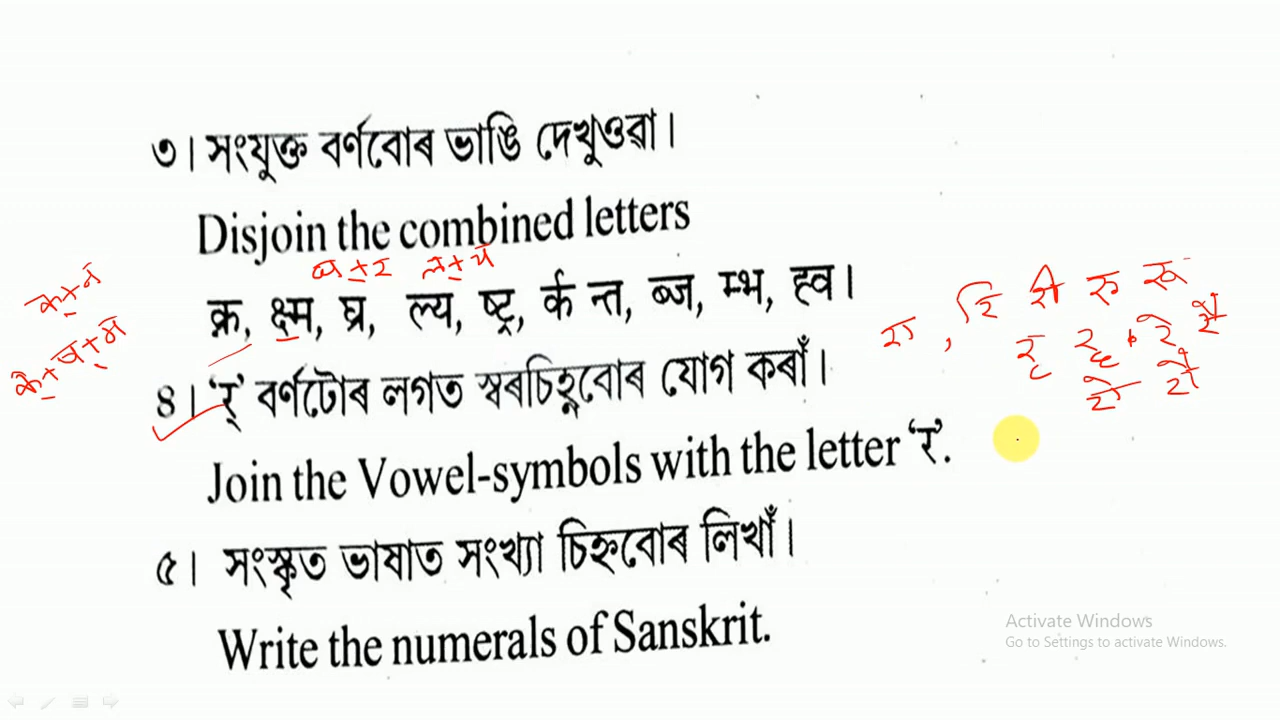 ৩। সংযুক্ত বৰ্ণবোৰ ভাঙি দেখুওৱা।
Disjoin the combined letters
घ्+र ल्+य
क्+न
क्न, क्ष्म, घ्र, ल्य, ष्ट्र, र्क न्त, ब्ज, म्भ, ह्व।
रा, रि री रु रू
रृ रे रै
रो रौ
क्+ष्+म
৪। ‘र्’ বৰ্ণটোৰ লগত স্বৰচিহ্নবোৰ যোগ কৰাঁ।
Join the Vowel-symbols with the letter ‘र’.
৫। সংস্কৃত ভাষাত সংখ্যা চিহ্নবোৰ লিখাঁ।
Write the numerals of Sanskrit.
Activate Windows
Go to Settings to activate Windows.